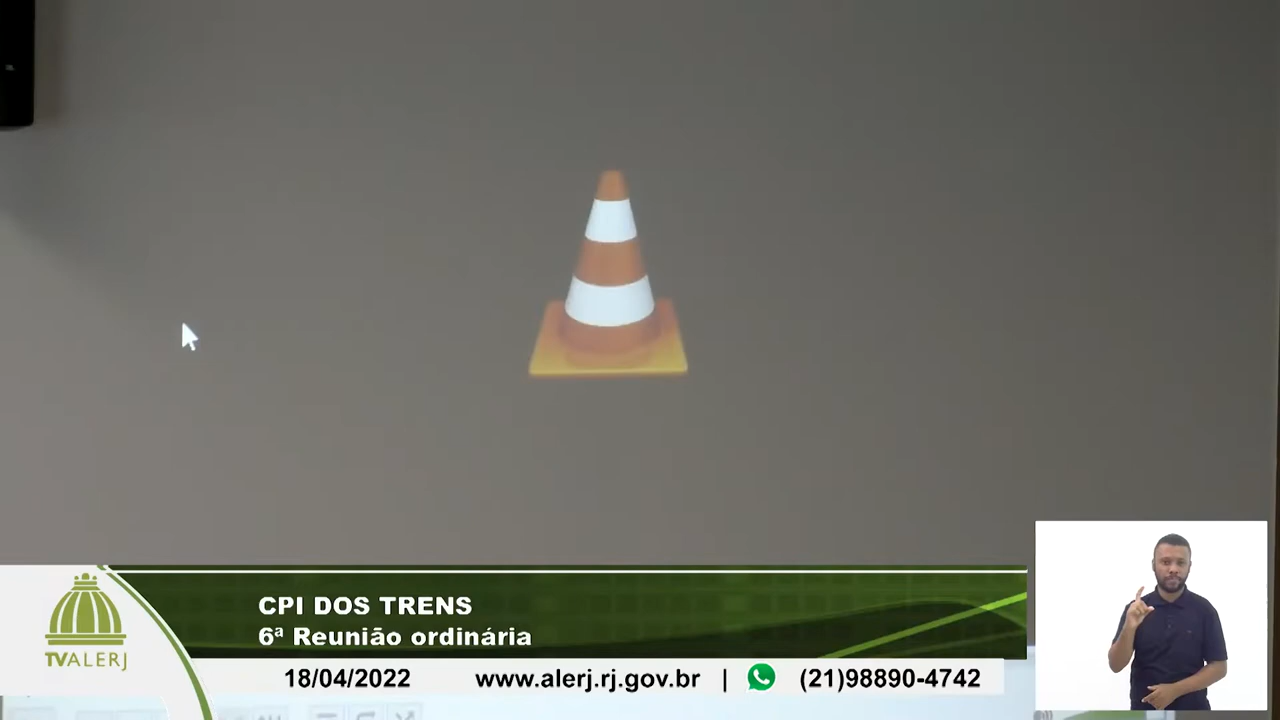 CPI DOS TRENS
6ª Reunião ordinária
TVALERJ
18/04/2022 www.alerj.rj.gov.br | (21)98890-4742